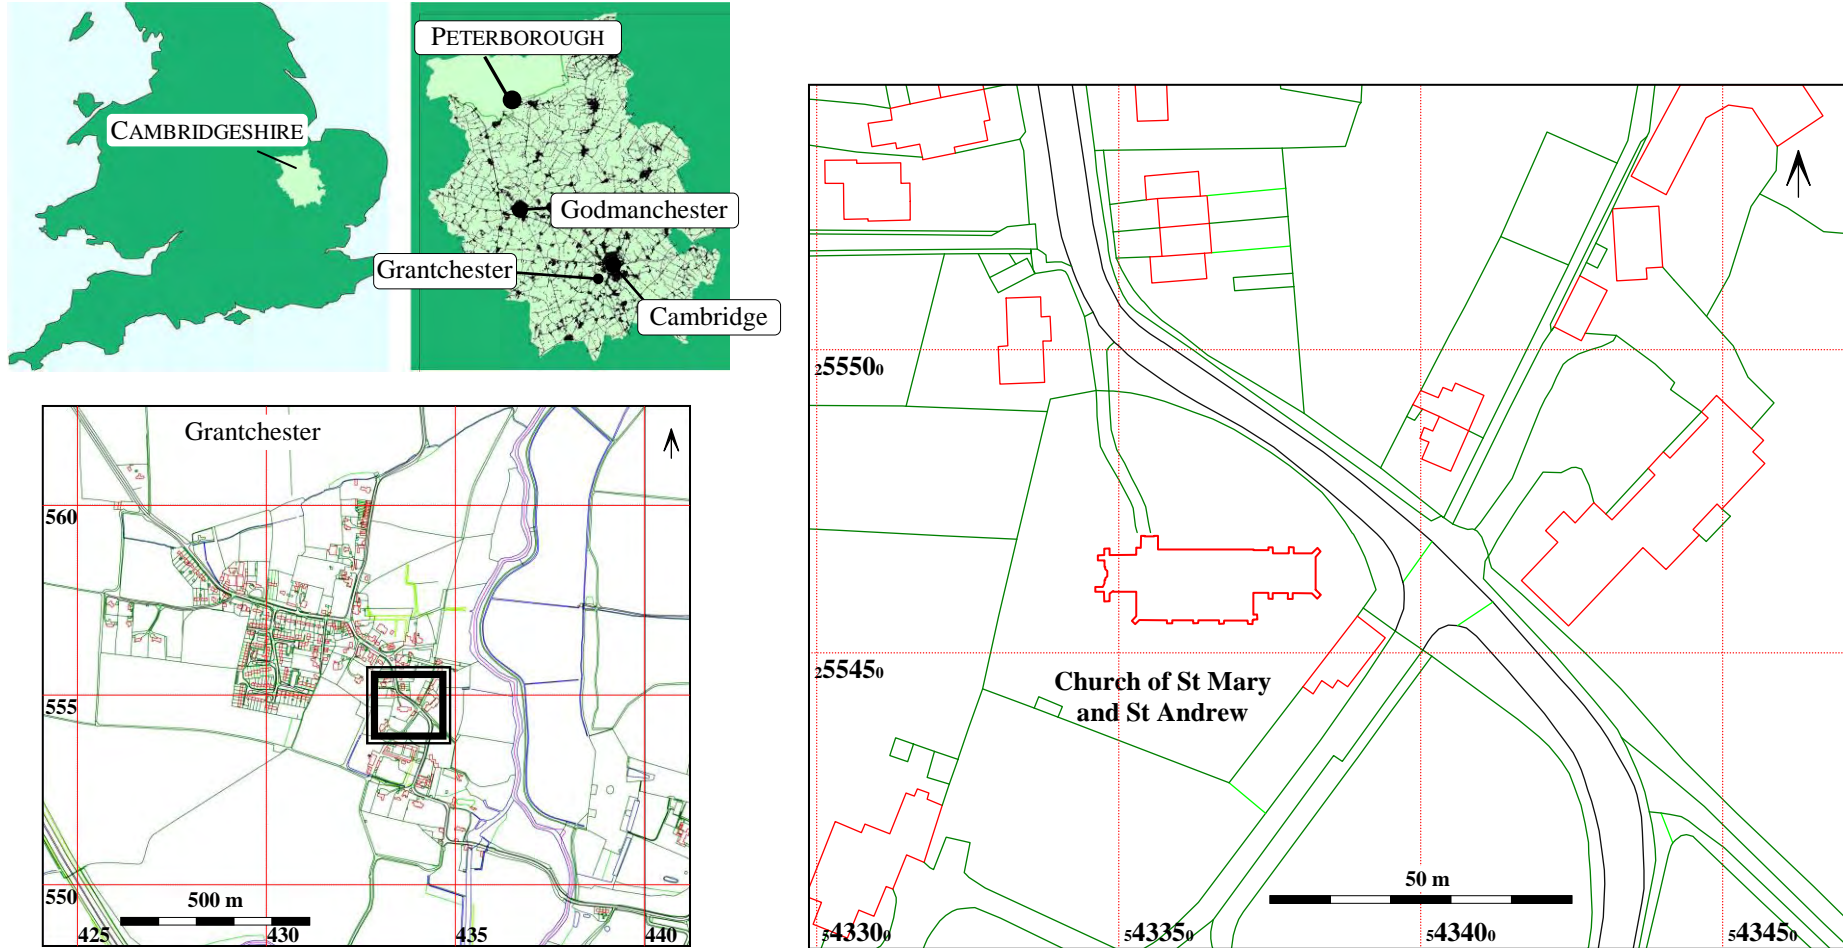 PETERBOROUGH
CAMBRIDGESHIRE
Godmanchester
Grantchester
Cambridge
Grantchester
560
555
550
500 m
425 430 435 440
255500
255450
Church of St Mary
and St Andrew
50 m
543300 543350 543400 543450